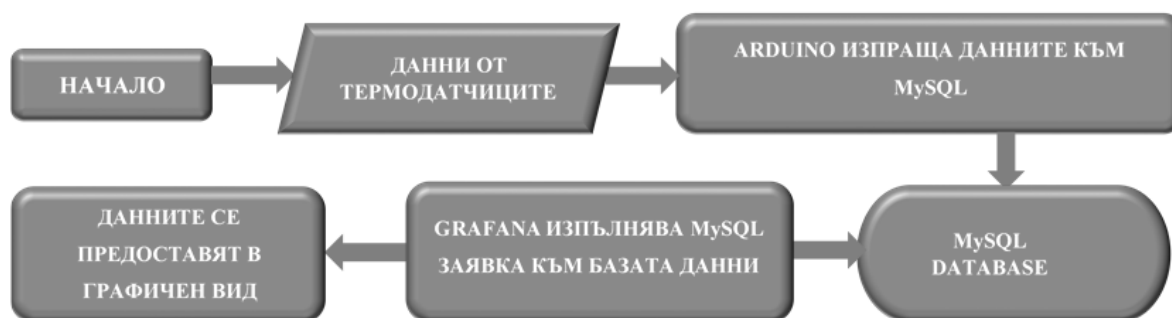 НАЧАЛО
ДАННИ ОТ
ТЕРМОДАТЧИЦИТЕ
ARDUINO ИЗПРАЩА ДАННИТЕ КЪМ
MySQL
ДАННИТЕ СЕ
ПРЕДОСТАВЯТ В
ГРАФИЧЕН ВИД
GRAFANA ИЗПЪЛНЯВА MySQL
ЗАЯВКА КЪМ БАЗАТА ДАННИ
MySQL
DATABASE